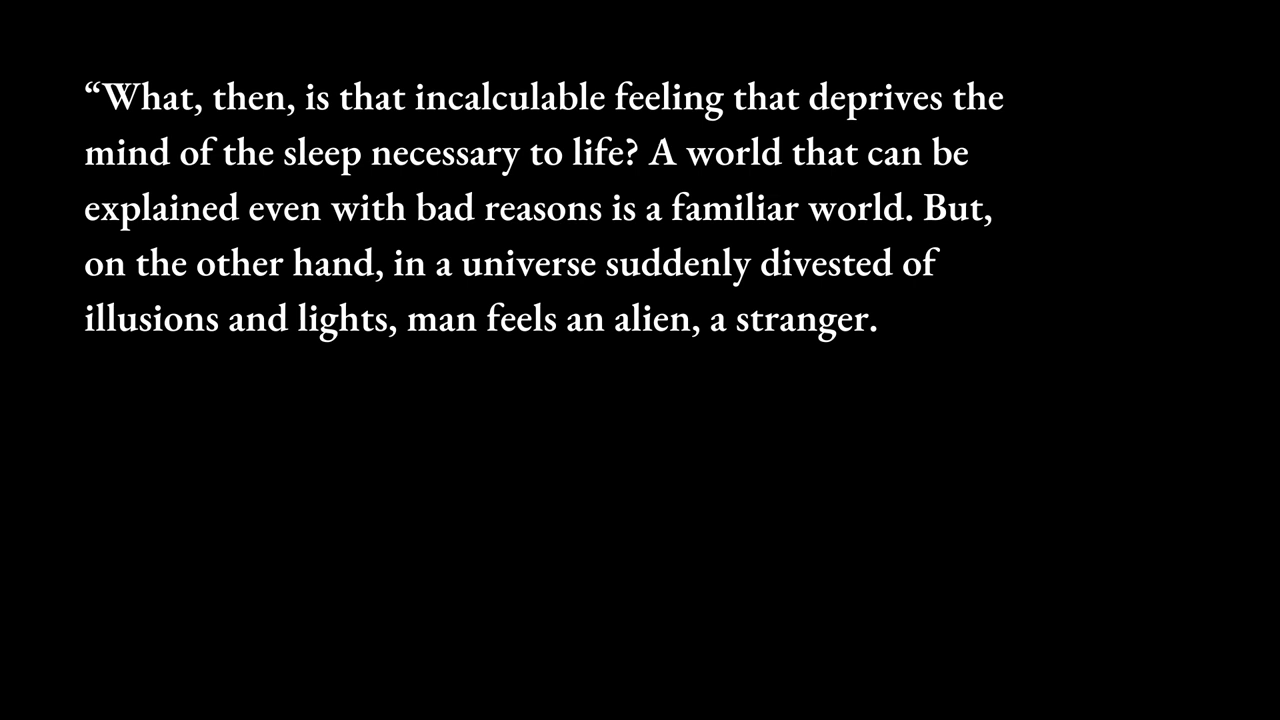 “What, then, is that incalculable feeling that deprives the
mind of the sleep necessary to life? A world that can be
explained even with bad reasons is a familiar world. But,
on the other hand, in a universe suddenly divested of
illusions and lights, man feels an alien, a stranger.